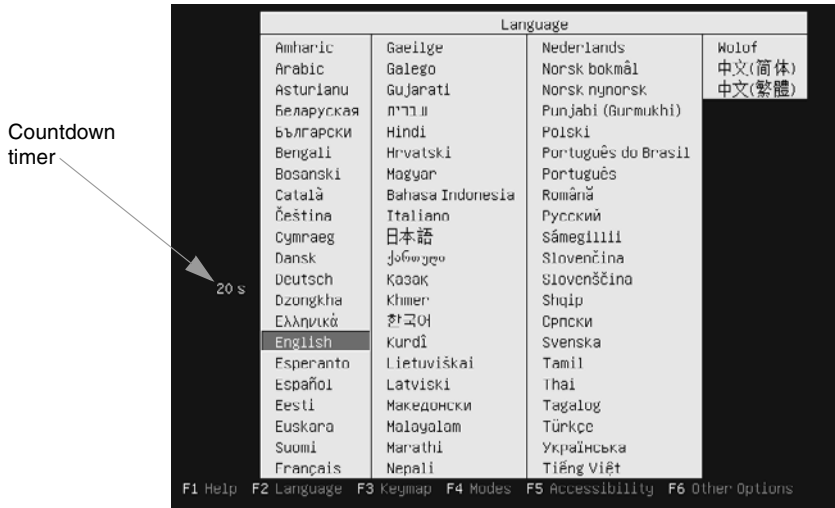 Language
Amharic
Arabic
Asturianu
Беларуская
Български
Bengali
Bosanski
Català
Čeština
Cymraeg
Dansk
Deutsch
Dzongkha
Ελληνικά
English
Esperanto
Español
Eesti
Euskara
Suomi
Français
Gaeilge
Galego
Gujarati
עברית
Hindi
Hrvatski
Magyar
Bahasa Indonesia
Italiano
日本語
ქართული
Қазақ
Khmer
한국어
Kurdî
Lietuviškai
Latviski
Македонски
Malayalam
Marathi
Nepali
Nederlands
Norsk bokmål
Norsk nynorsk
Punjabi (Gurmukhi)
Polski
Português do Brasil
Português
Română
Русский
Sámegillii
Slovenčina
Slovenščina
Shqip
Српски
Svenska
Tamil
Thai
Tagalog
Türkçe
Українська
Tiếng Việt
Wolof
中文(简体)
中文(繁體)
Countdown
timer
20 s
F1 Help F2 Language F3 Keymap F4 Modes F5 Accessibility F6 Other Options